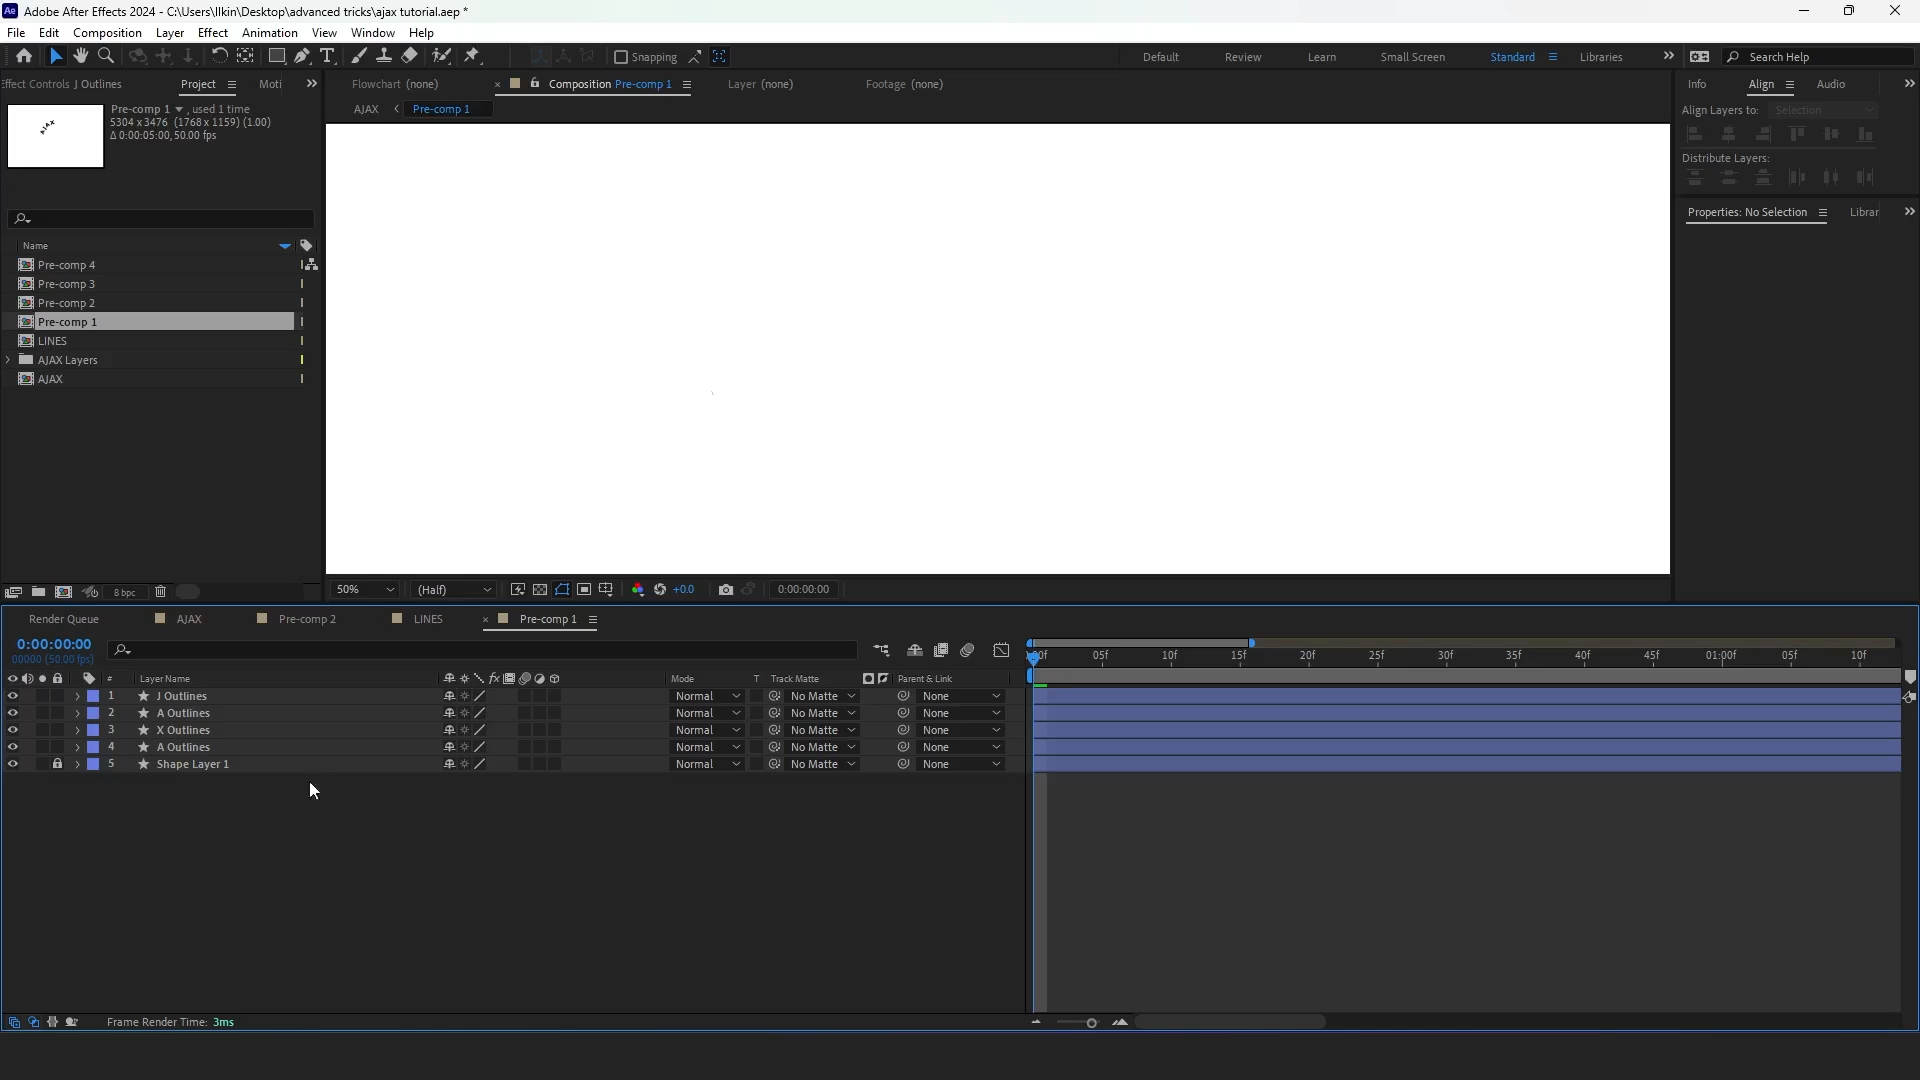 Adobe After Effects 2024 - C:\Users\Ilkin\Desktop\advanced tricks\ajax tutorial.aep *
File Edit Composition Layer Effect Animation View Window Help
Snapping
Default Review Learn Small Screen Standard Libraries Search Help
Effect Controls J Outlines Project Moti
Flowchart (none) Composition Pre-comp 1 Layer (none) Footage (none)
Info Align Audio
AJAX Pre-comp 1
Pre-comp 1 , used 1 time
5304 x 3476 (1768 x 1159) (1.00)
Δ 0:00:05:00, 50.00 fps
AJAX
Align Layers to: Selection
Distribute Layers:
Properties: No Selection Librar
Name
Pre-comp 4
Pre-comp 3
Pre-comp 2
Pre-comp 1
LINES
AJAX Layers
AJAX
8 bpc
50% (Half) +0.0 0:00:00:00
Render Queue AJAX Pre-comp 2 LINES Pre-comp 1
0:00:00:00
00000 (50.00 fps)
00f 05f 10f 15f 20f 25f 30f 35f 40f 45f 01:00f 05f 10f
# Layer Name fx Mode T Track Matte Parent & Link
1 J Outlines Normal No Matte None
2 A Outlines Normal No Matte None
3 X Outlines Normal No Matte None
4 A Outlines Normal No Matte None
5 Shape Layer 1 Normal No Matte None
Frame Render Time: 3ms